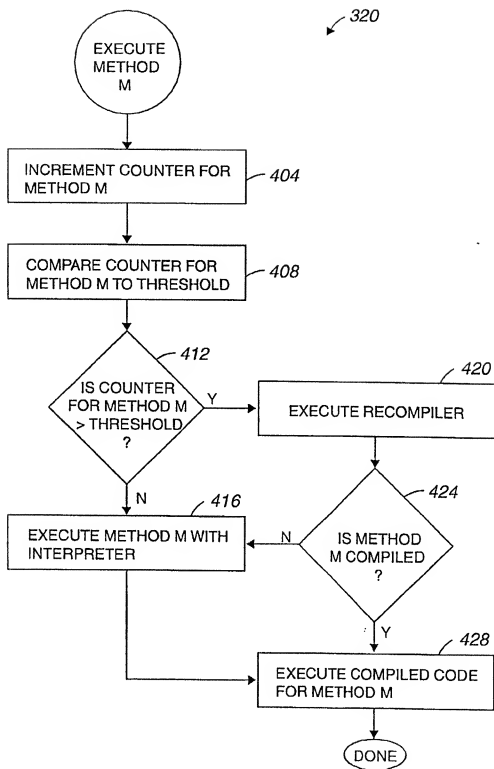 320
EXECUTE
METHOD
M
INCREMENT COUNTER FOR
METHOD M
404
COMPARE COUNTER FOR
METHOD M TO THRESHOLD
408
412
IS COUNTER
FOR METHOD M
> THRESHOLD
?
Y
N
420
EXECUTE RECOMPILER
416
EXECUTE METHOD M WITH
INTERPRETER
424
IS METHOD
M COMPILED
?
N
Y
428
EXECUTE COMPILED CODE
FOR METHOD M
DONE